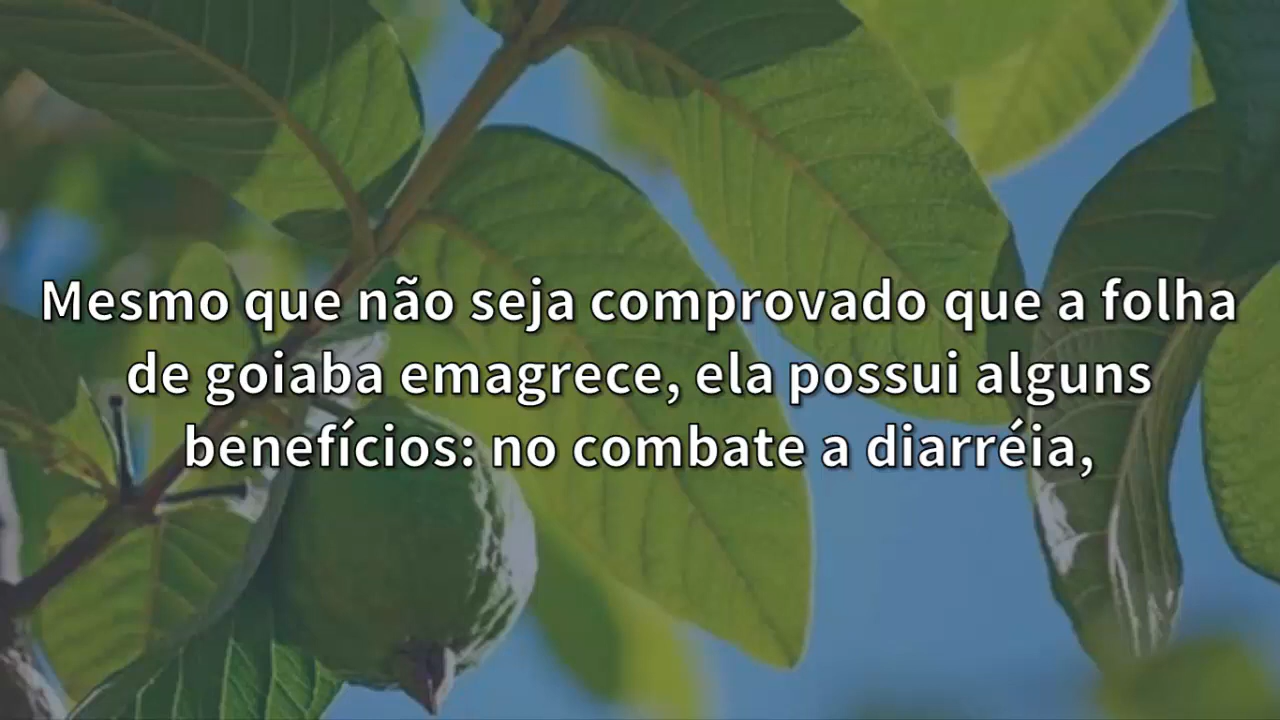 Mesmo que não seja comprovado que a folha
de goiaba emagrece, ela possui alguns
benefícios: no combate a diarréia,